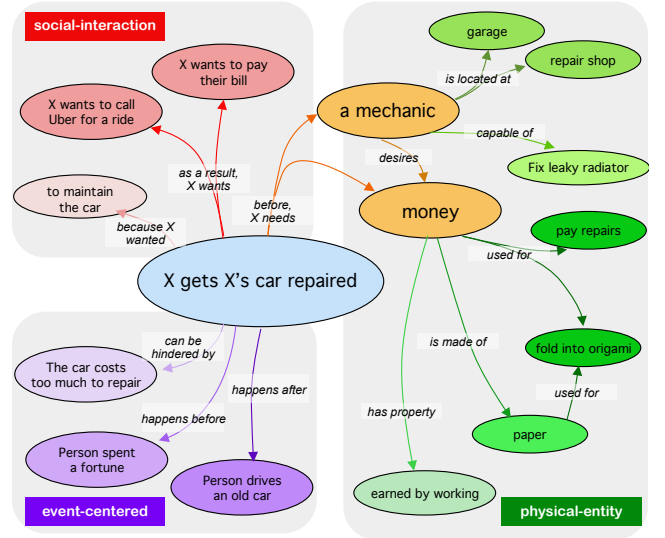 social-interaction
X wants to pay
their bill
X wants to call
Uber for a ride
as a result,
X wants
to maintain
the car
because X
wanted
before,
X needs
garage
repair shop
is located at
a mechanic
capable of
Fix leaky radiator
desires
money
pay repairs
used for
X gets X's car repaired
is made of
fold into origami
used for
has property
paper
earned by working
can be
hindered by
The car costs
too much to repair
happens after
happens before
Person spent
a fortune
Person drives
an old car
event-centered
physical-entity